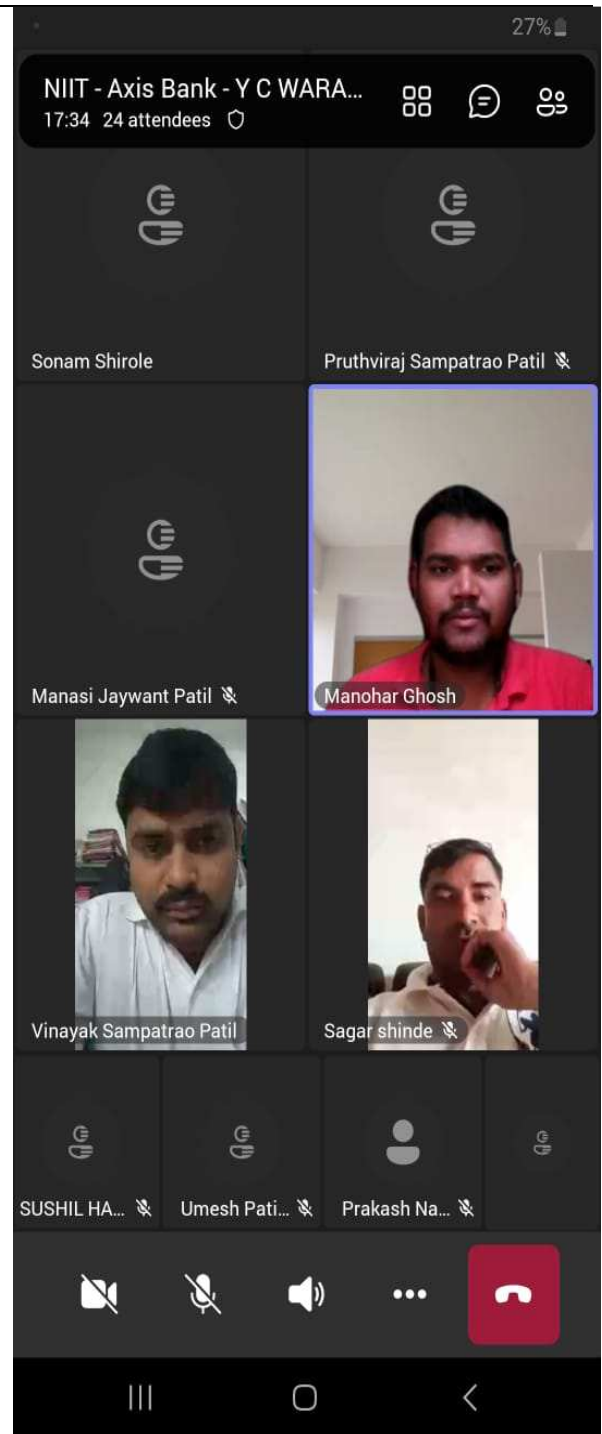 27%
NIIT - Axis Bank - Y C WARA...
17:34 24 attendees
Sonam Shirole
Pruthviraj Sampatrao Patil
Manasi Jaywant Patil
Manohar Ghosh
Vinayak Sampatrao Patil
Sagar shinde
SUSHIL HA...
Umesh Pati...
Prakash Na...